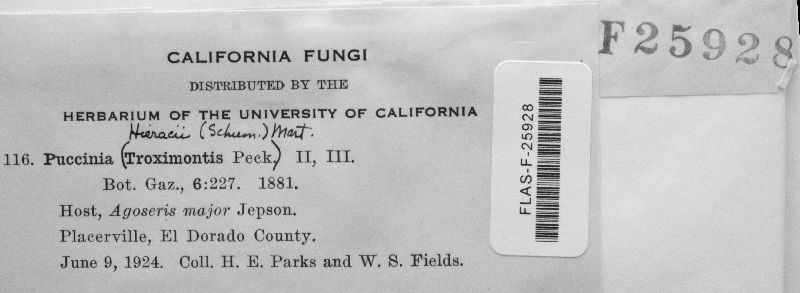 CALIFORNIA FUNGI
DISTRIBUTED BY THE
HERBARIUM OF THE UNIVERSITY OF CALIFORNIA
Hieracii (Schum.) Mart.
116. Puccinia (Troximontis Peck) II, III.
Bot. Gaz., 6:227. 1881.
Host, Agoseris major Jepson.
Placerville, El Dorado County.
June 9, 1924. Coll. H. E. Parks and W. S. Fields.
FLAS-F-25928
F25928